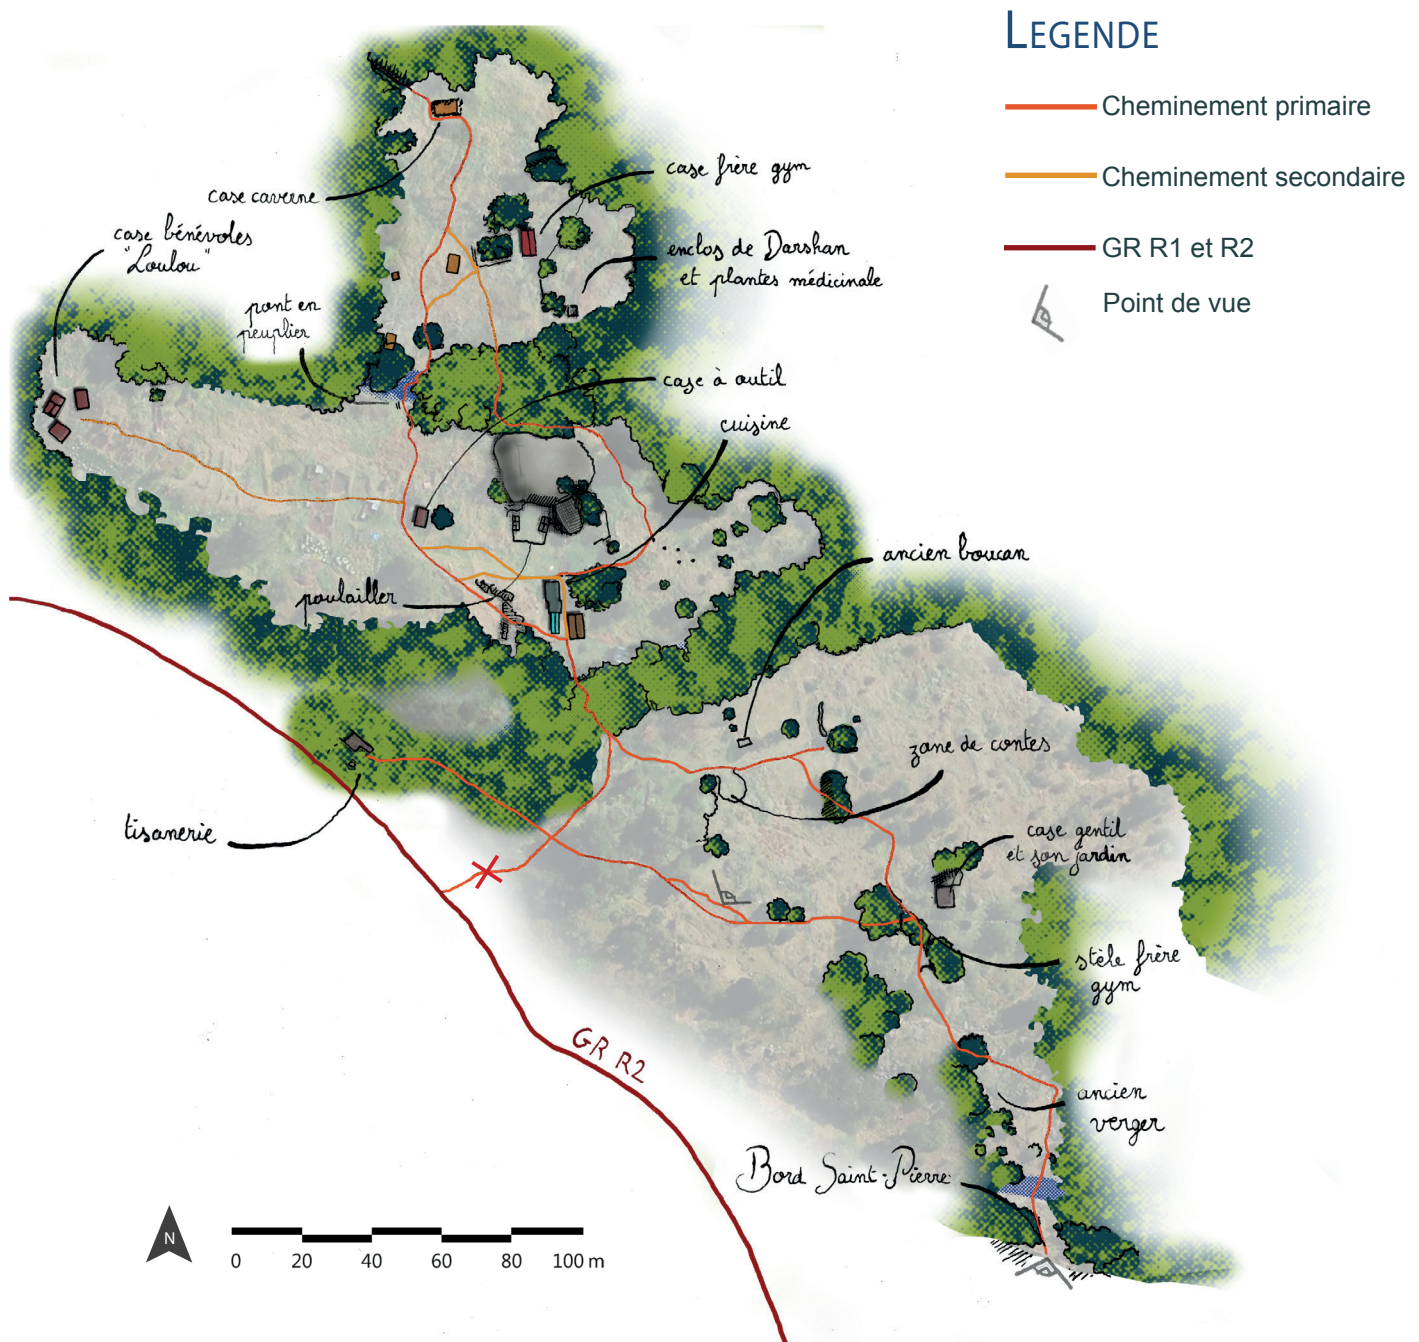 LEGENDE
Cheminement primaire
Cheminement secondaire
GR R1 et R2
Point de vue
case caverne
case frère gym
case bénévoles
"Loulou"
enclos de Darshan
et plantes médicinale
pont en
peuplier
case à outil
cuisine
ancien boucan
poulailler
zone de contes
tisanerie
case gentil
et son jardin
stèle frère
gym
GR R2
ancien
verger
Bord Saint-Pierre
N
0 20 40 60 80 100 m